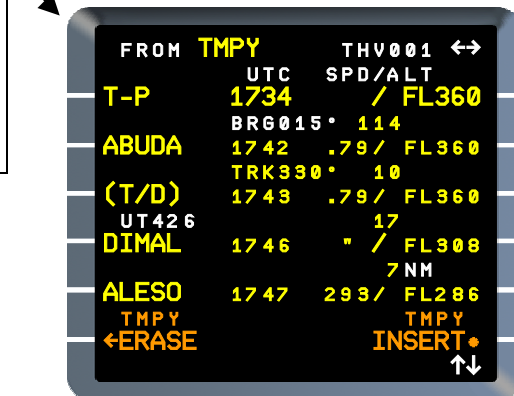 FROM TMPY THV001 ←→
UTC SPD/ALT
T-P 1734 / FL360
BRG015° 114
ABUDA 1742 .79/ FL360
TRK330° 10
(T/D) 1743 .79/ FL360
UT426 17
DIMAL 1746 " / FL308
7NM
ALESO 1747 293/ FL286
TMPY TMPY
←ERASE INSERT*
↑↓